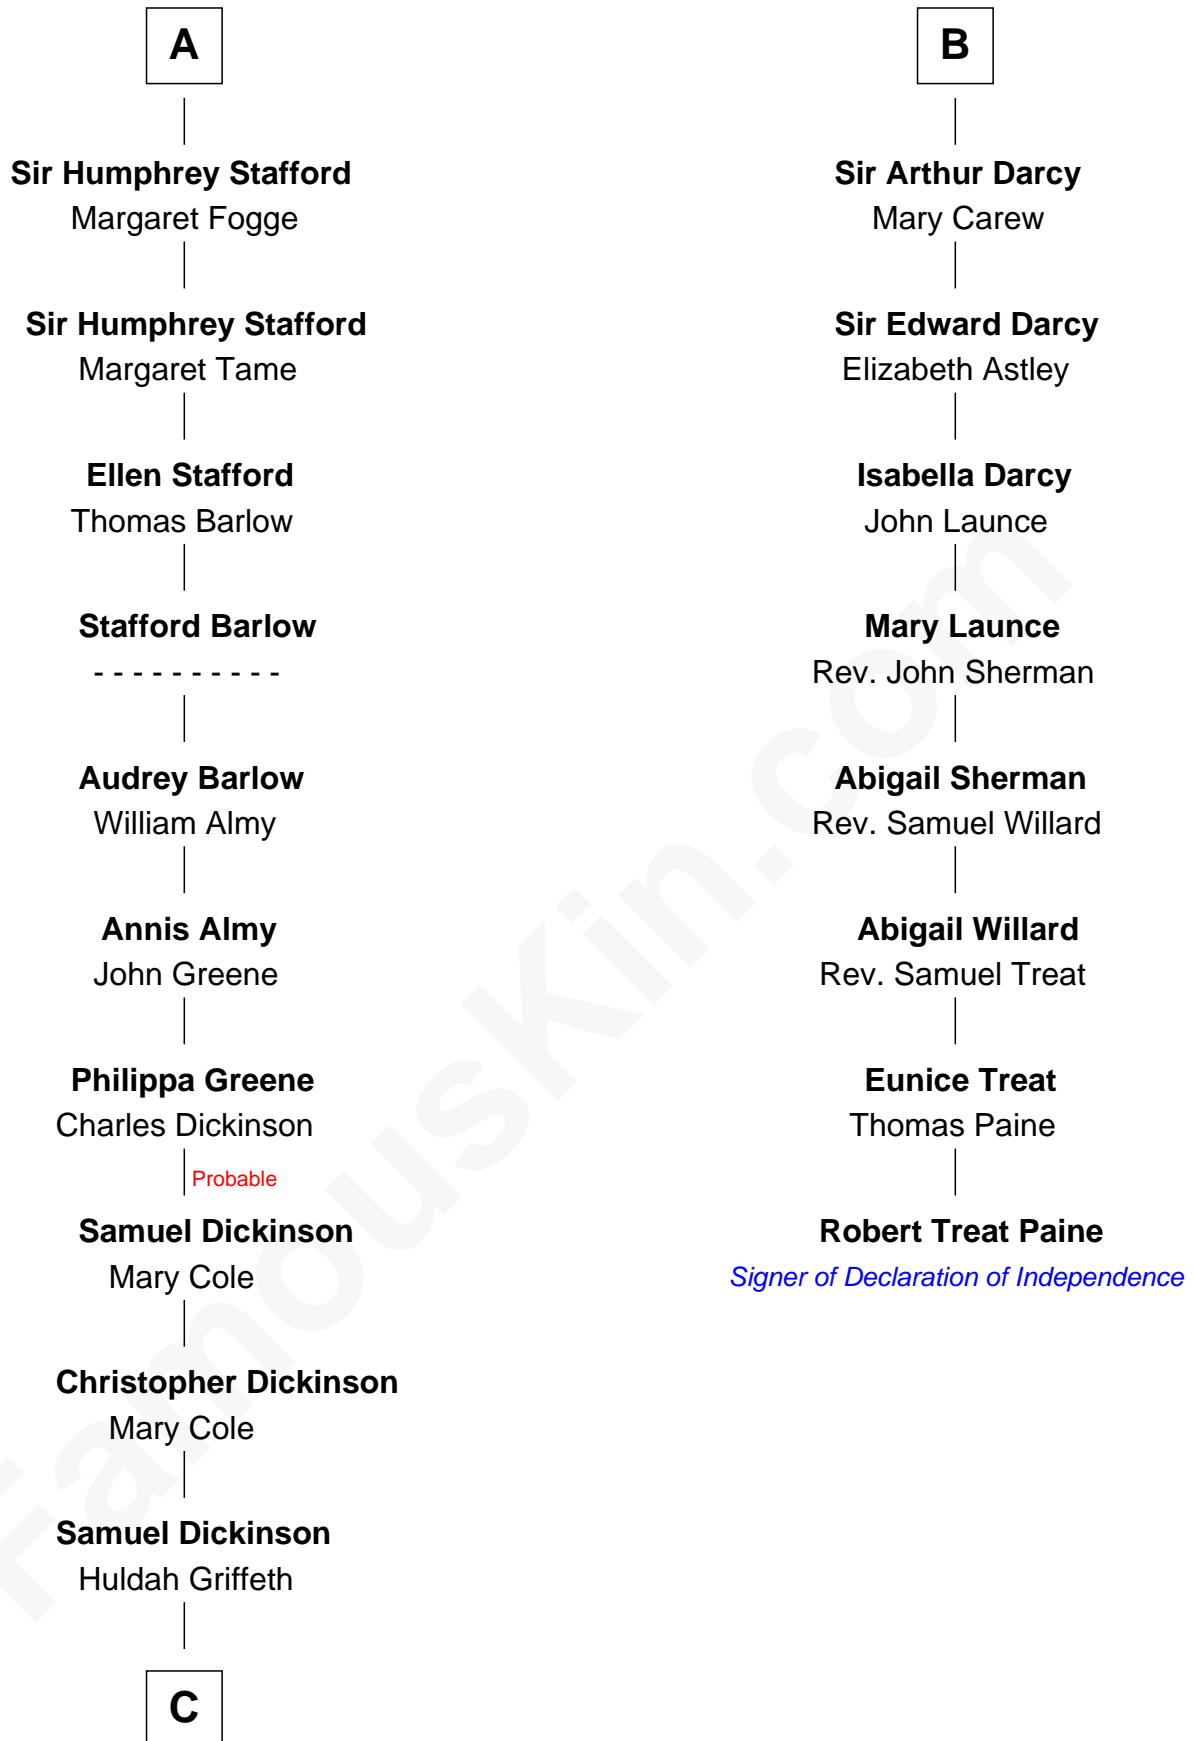 A
Sir Humphrey Stafford
Margaret Fogge
Sir Humphrey Stafford
Margaret Tame
Ellen Stafford
Thomas Barlow
Stafford Barlow
- - - - - - - - - -
Audrey Barlow
William Almy
Annis Almy
John Greene
Philippa Greene
Charles Dickinson
Probable
Samuel Dickinson
Mary Cole
Christopher Dickinson
Mary Cole
Samuel Dickinson
Huldah Griffeth
C
B
Sir Arthur Darcy
Mary Carew
Sir Edward Darcy
Elizabeth Astley
Isabella Darcy
John Launce
Mary Launce
Rev. John Sherman
Abigail Sherman
Rev. Samuel Willard
Abigail Willard
Rev. Samuel Treat
Eunice Treat
Thomas Paine
Robert Treat Paine
Signer of Declaration of Independence
FamousKin.com